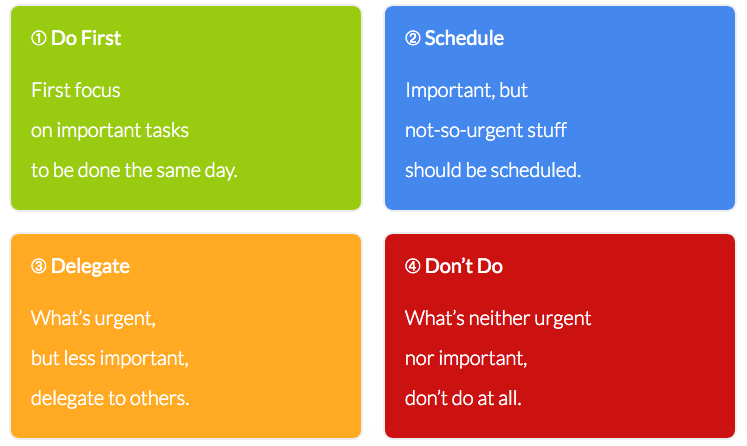 ① Do First
First focus
on important tasks
to be done the same day.
② Schedule
Important, but
not-so-urgent stuff
should be scheduled.
③ Delegate
What’s urgent,
but less important,
delegate to others.
④ Don’t Do
What’s neither urgent
nor important,
don’t do at all.